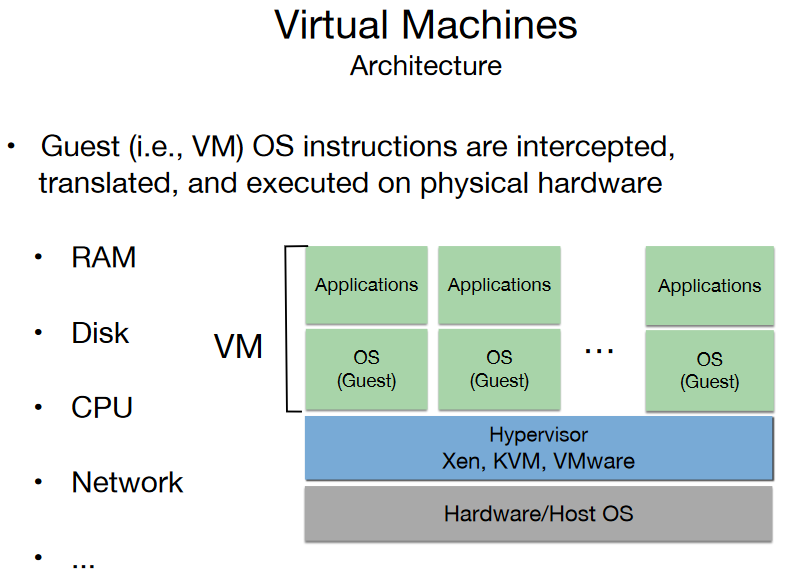 Virtual Machines
Architecture
• Guest (i.e., VM) OS instructions are intercepted,
translated, and executed on physical hardware
• RAM
• Disk
• CPU
• Network
• ...
VM
Applications
Applications
...
Applications
OS
(Guest)
OS
(Guest)
OS
(Guest)
Hypervisor
Xen, KVM, VMware
Hardware/Host OS